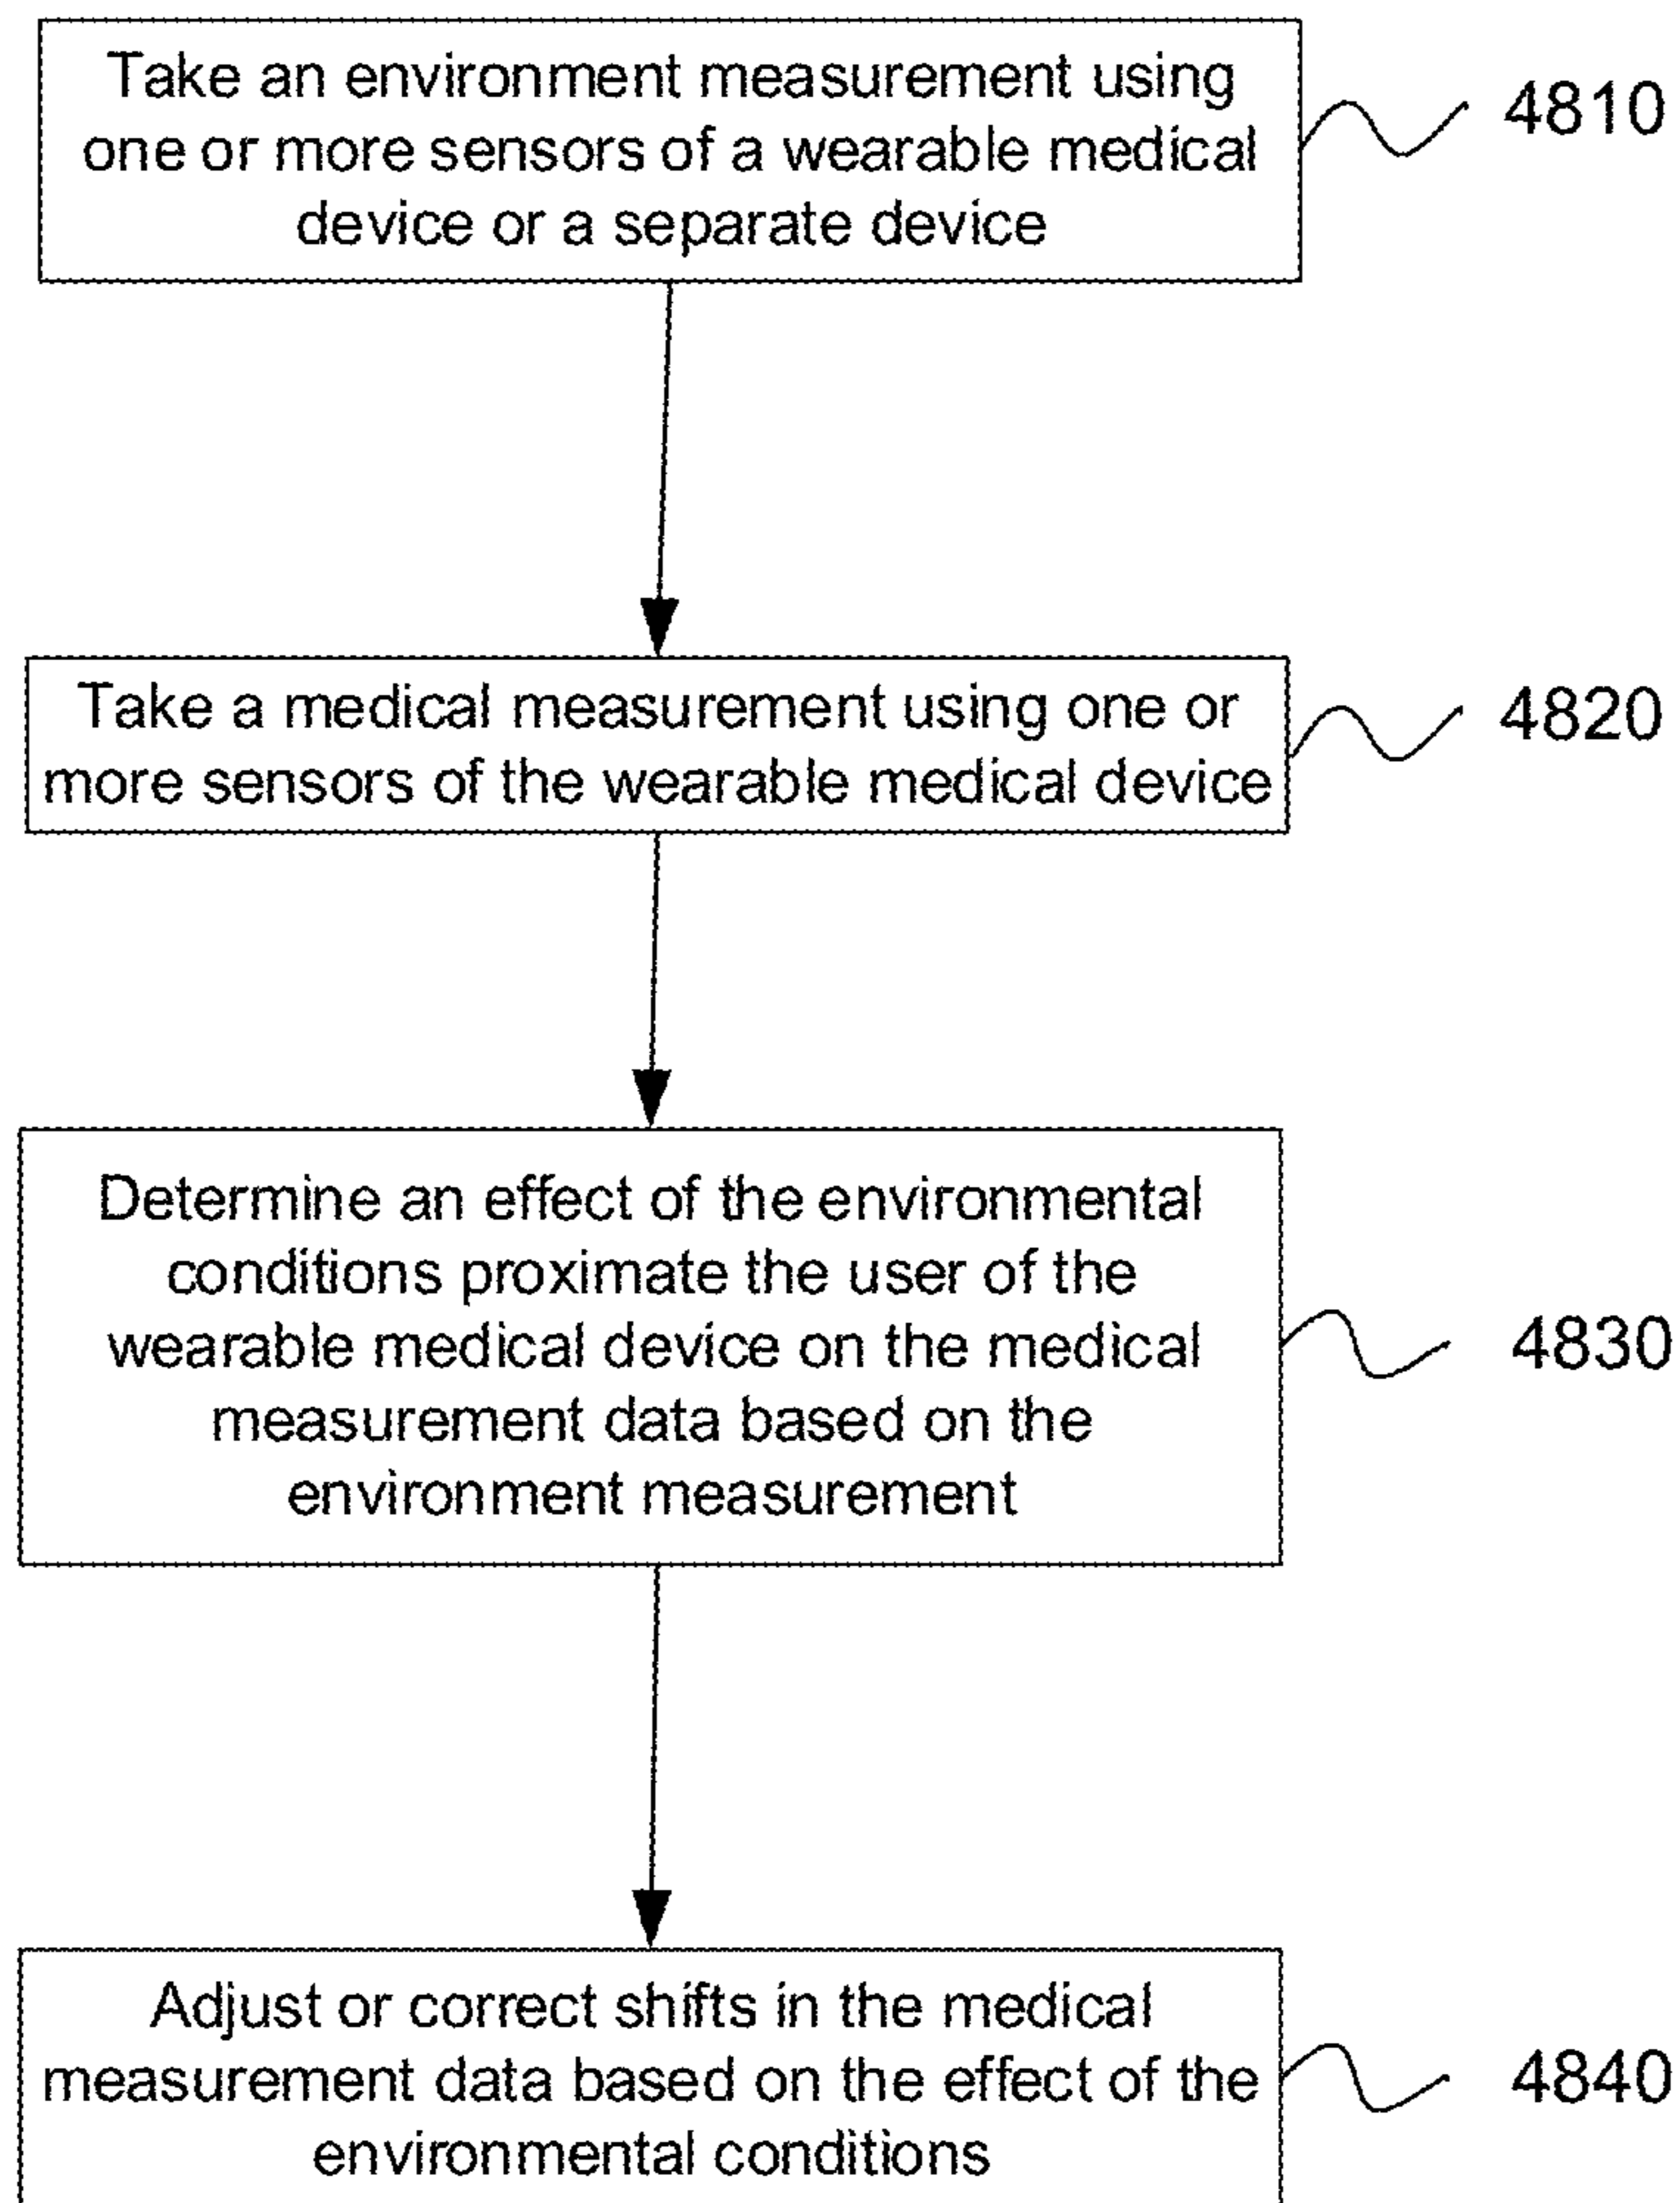 Take an environment measurement using
one or more sensors of a wearable medical
device or a separate device
4810
Take a medical measurement using one or
more sensors of the wearable medical device
4820
Determine an effect of the environmental
conditions proximate the user of the
wearable medical device on the medical
measurement data based on the
environment measurement
4830
Adjust or correct shifts in the medical
measurement data based on the effect of the
environmental conditions
4840